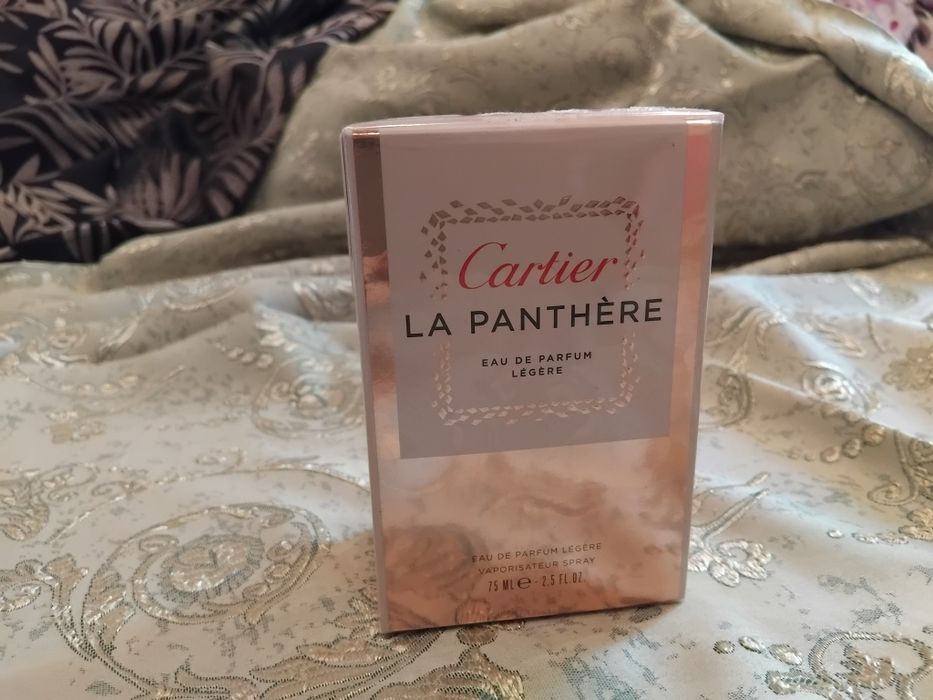 Cartier
LA PANTHÈRE
EAU DE PARFUM
LÉGÈRE
EAU DE PARFUM LÉGÈRE
VAPORISATEUR SPRAY
75 ML ℮ - 2.5 FL.OZ.